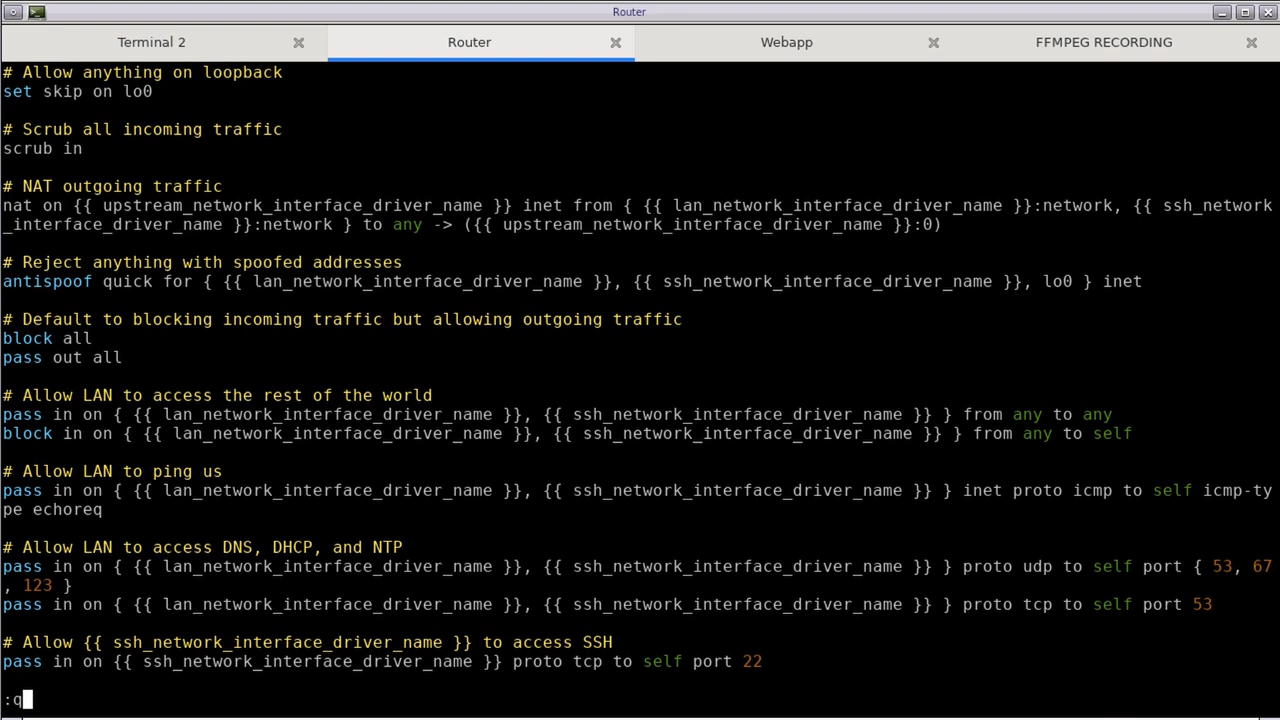 Router
Terminal 2
Router
Webapp
FFMPEG RECORDING
# Allow anything on loopback
set skip on lo0
# Scrub all incoming traffic
scrub in
# NAT outgoing traffic
nat on {{ upstream_network_interface_driver_name }} inet from { {{ lan_network_interface_driver_name }}:network, {{ ssh_network
_interface_driver_name }}:network } to any -> ({{ upstream_network_interface_driver_name }}:0)
# Reject anything with spoofed addresses
antispoof quick for { {{ lan_network_interface_driver_name }}, {{ ssh_network_interface_driver_name }}, lo0 } inet
# Default to blocking incoming traffic but allowing outgoing traffic
block all
pass out all
# Allow LAN to access the rest of the world
pass in on { {{ lan_network_interface_driver_name }}, {{ ssh_network_interface_driver_name }} } from any to any
block in on { {{ lan_network_interface_driver_name }}, {{ ssh_network_interface_driver_name }} } from any to self
# Allow LAN to ping us
pass in on { {{ lan_network_interface_driver_name }}, {{ ssh_network_interface_driver_name }} } inet proto icmp to self icmp-ty
pe echoreq
# Allow LAN to access DNS, DHCP, and NTP
pass in on { {{ lan_network_interface_driver_name }}, {{ ssh_network_interface_driver_name }} } proto udp to self port { 53, 67
, 123 }
pass in on { {{ lan_network_interface_driver_name }}, {{ ssh_network_interface_driver_name }} } proto tcp to self port 53
# Allow {{ ssh_network_interface_driver_name }} to access SSH
pass in on {{ ssh_network_interface_driver_name }} proto tcp to self port 22
:q